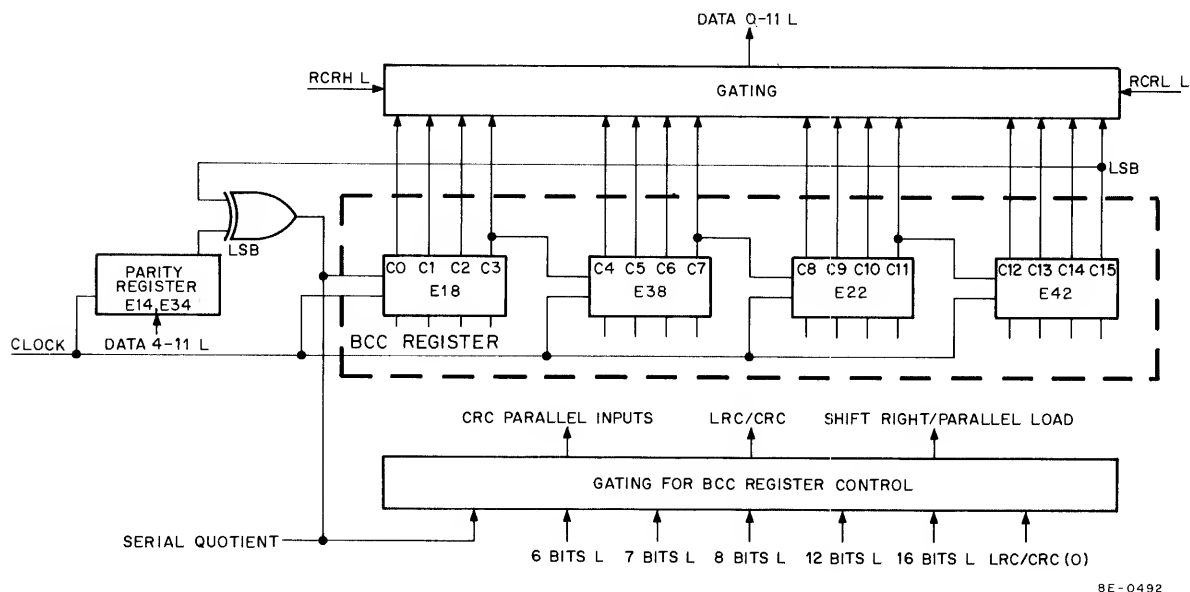 DATA 0-11 L
RCRH L
GATING
RCRL L
LSB
LSB
PARITY
REGISTER
E14, E34
C0 C1 C2 C3
E18
C4 C5 C6 C7
E38
C8 C9 C10 C11
E22
C12 C13 C14 C15
E42
CLOCK
DATA 4-11 L
BCC REGISTER
CRC PARALLEL INPUTS
LRC/CRC
SHIFT RIGHT/PARALLEL LOAD
GATING FOR BCC REGISTER CONTROL
SERIAL QUOTIENT
6 BITS L
7 BITS L
8 BITS L
12 BITS L
16 BITS L
LRC/CRC (0)
8E-0492